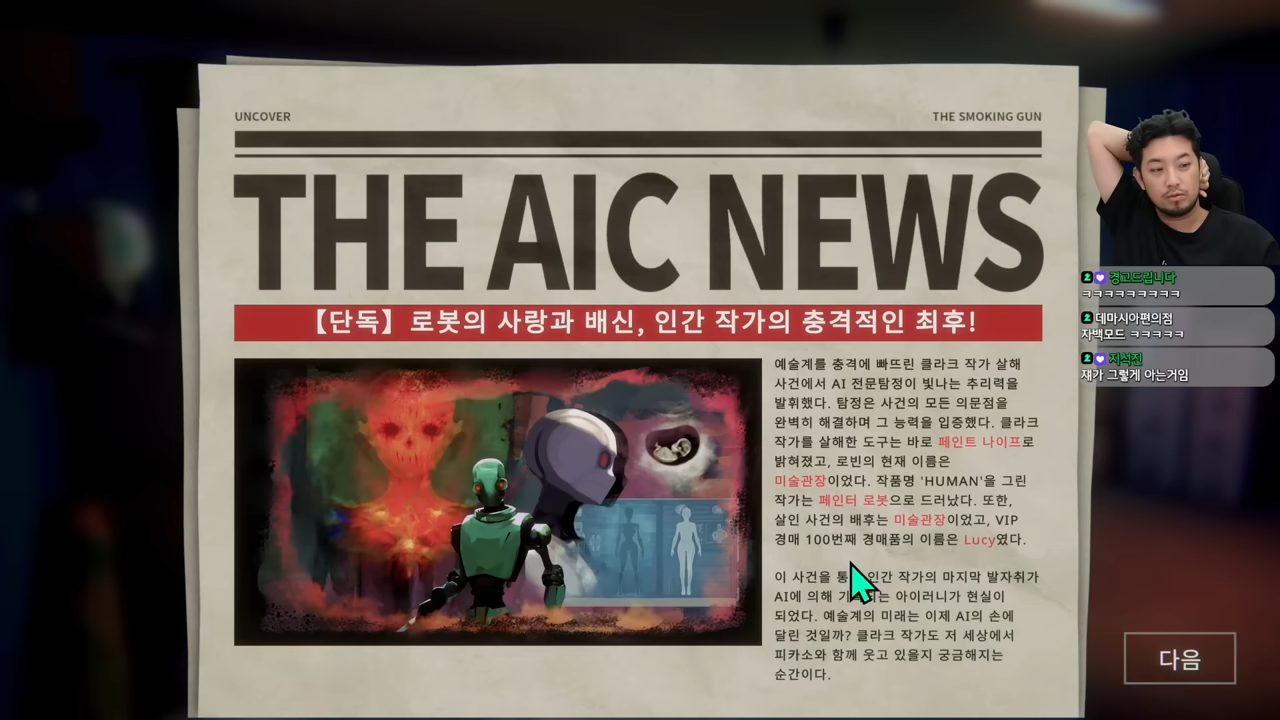 UNCOVER
THE SMOKING GUN
THE AIC NEWS
【단독】로봇의 사랑과 배신, 인간 작가의 충격적인 최후!
예술계를 충격에 빠뜨린 클라크 작가 살해
사건에서 AI 전문탐정이 빛나는 추리력을
발휘했다. 탐정은 사건의 모든 의문점을
완벽히 해결하며 그 능력을 입증했다. 클라크
작가를 살해한 도구는 바로 페인트 나이프로
밝혀졌고, 로빈의 현재 이름은
미술관장이었다. 작품명 'HUMAN'을 그린
작가는 페인터 로봇으로 드러났다. 또한,
살인 사건의 배후는 미술관장이었고, VIP
경매 100번째 경매품의 이름은 Lucy였다.
이 사건을 인간 작가의 마지막 발자취가
AI에 의해 아이러니가 현실이
되었다. 예술계의 미래는 이제 AI의 손에
달린 것일까? 클라크 작가도 저 세상에서
피카소와 함께 웃고 있을지 궁금해지는
순간이다.
다음
경고드립니다
ㅋㅋㅋㅋㅋㅋㅋㅋㅋ
데마시아편의점
자백모드 ㅋㅋㅋㅋㅋ
지석진
쟤가 그렇게 아는거임